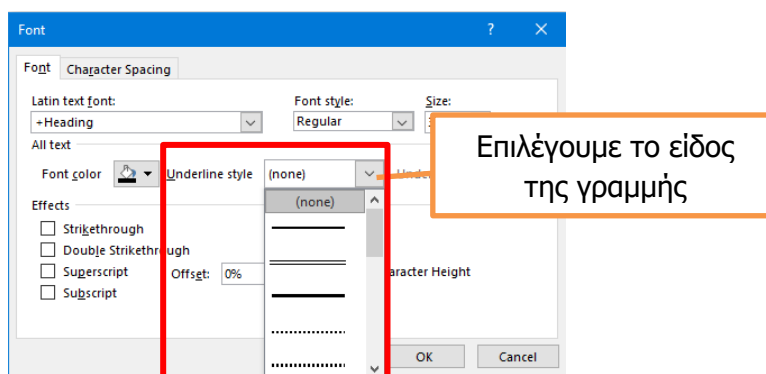 Font ? ×
Font Character Spacing
Latin text font: Font style: Size:
+Heading Regular
All text
Font color Underline style (none)
Επιλέγουμε το είδος
της γραμμής
(none)
Effects
Strikethrough
Double Strikethrough
Superscript Offset: 0% aracter Height
Subscript
OK Cancel